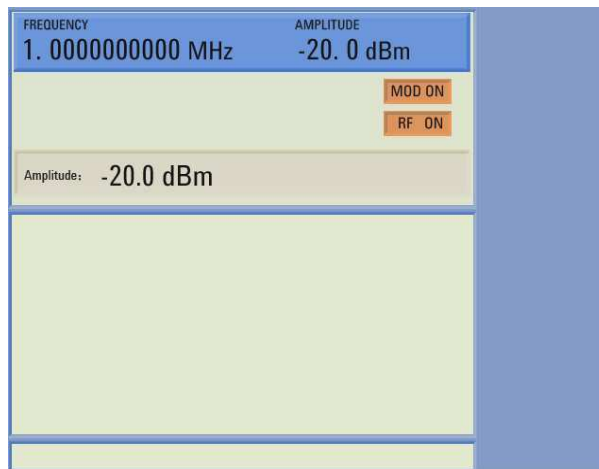 FREQUENCY AMPLITUDE
1. 0000000000 MHz -20. 0 dBm
MOD ON
RF ON
Amplitude: -20.0 dBm